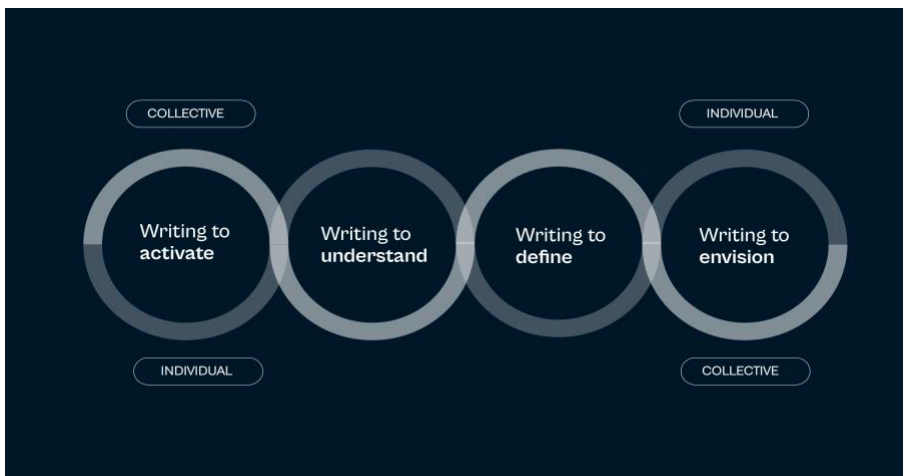 COLLECTIVE
INDIVIDUAL
Writing to
activate
Writing to
understand
Writing to
define
Writing to
envision
INDIVIDUAL
COLLECTIVE